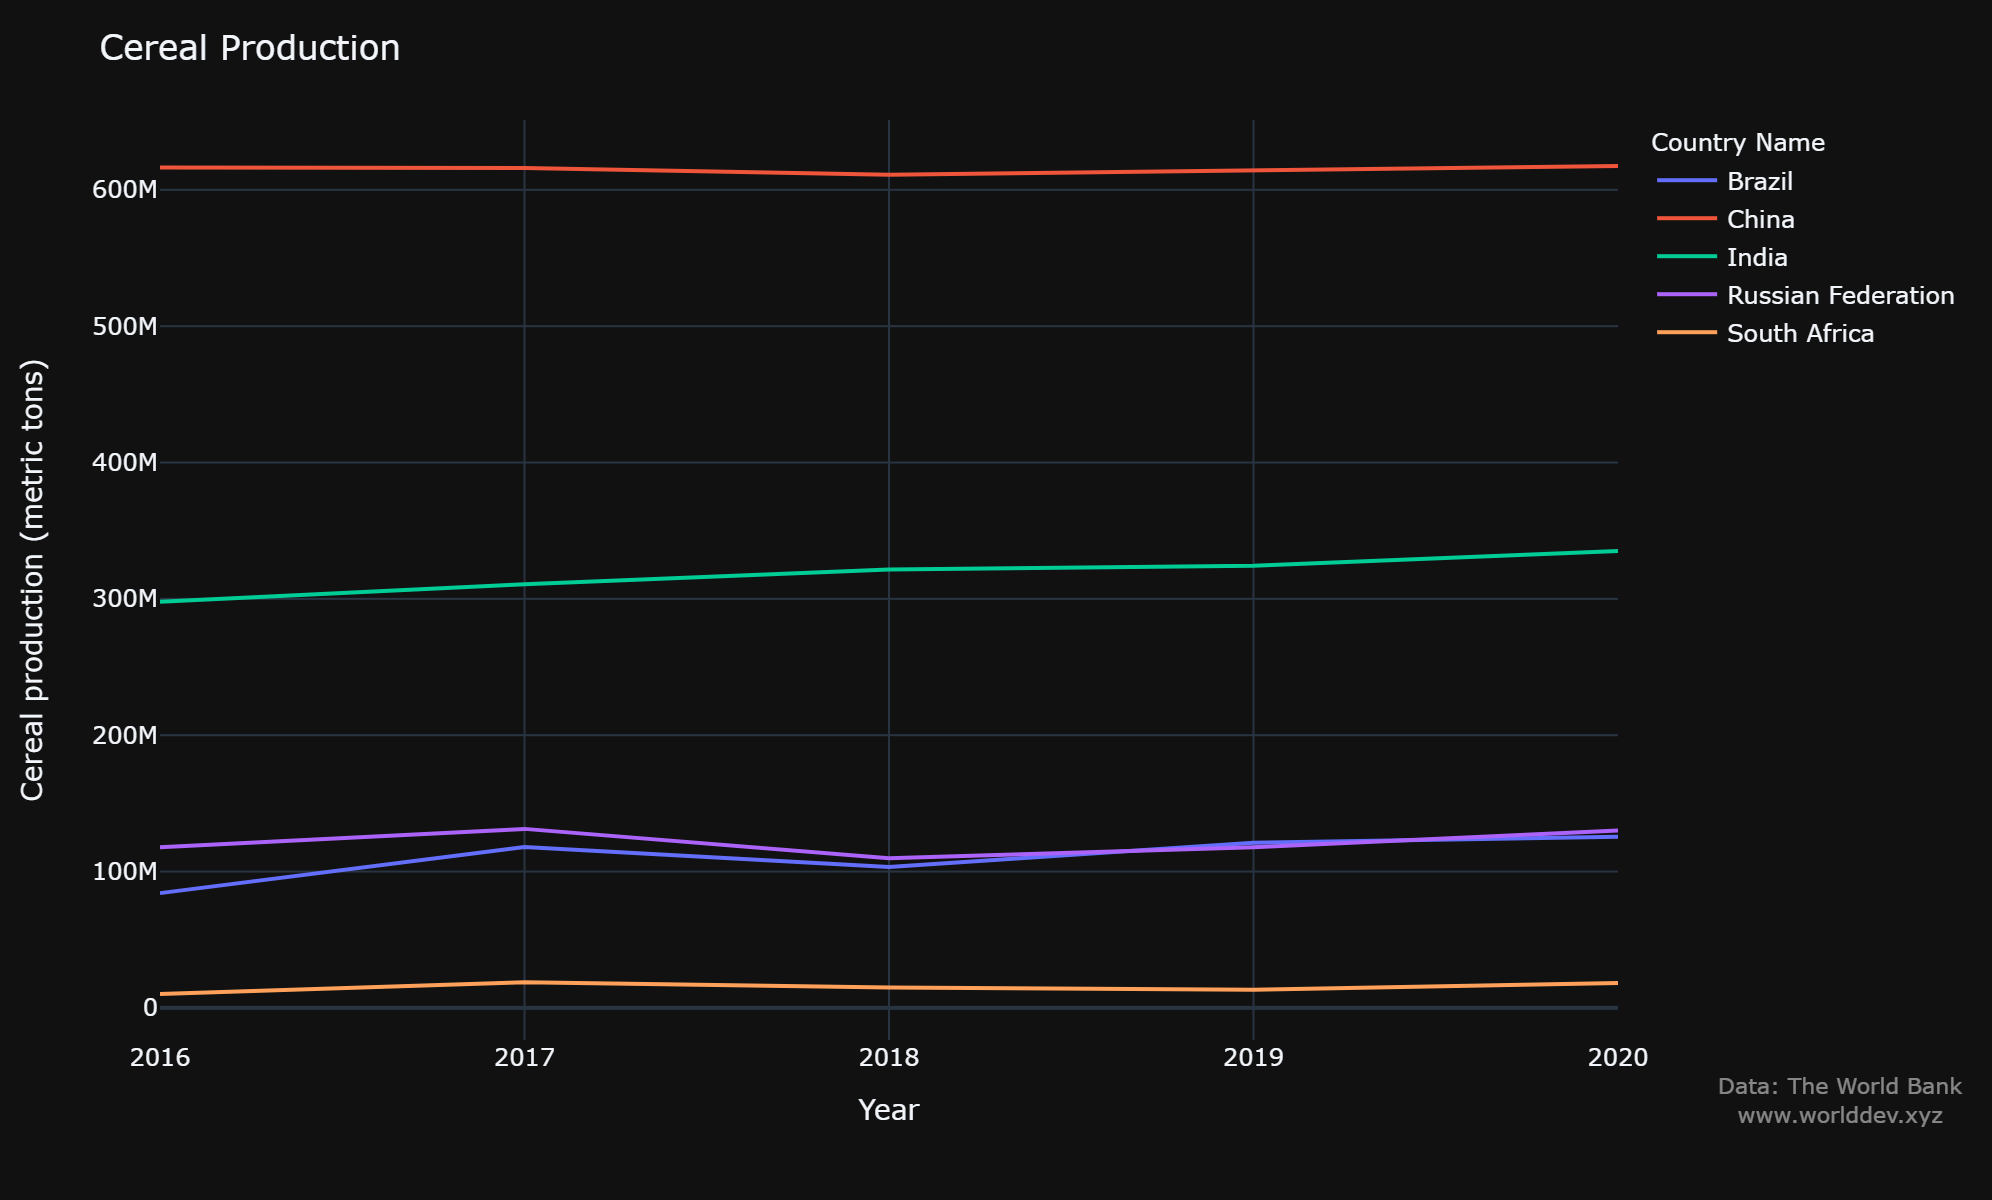 Cereal Production
Cereal production (metric tons)
600M
500M
400M
300M
200M
100M
0
2016
2017
2018
2019
2020
Year
Country Name
Brazil
China
India
Russian Federation
South Africa
Data: The World Bank
www.worlddev.xyz